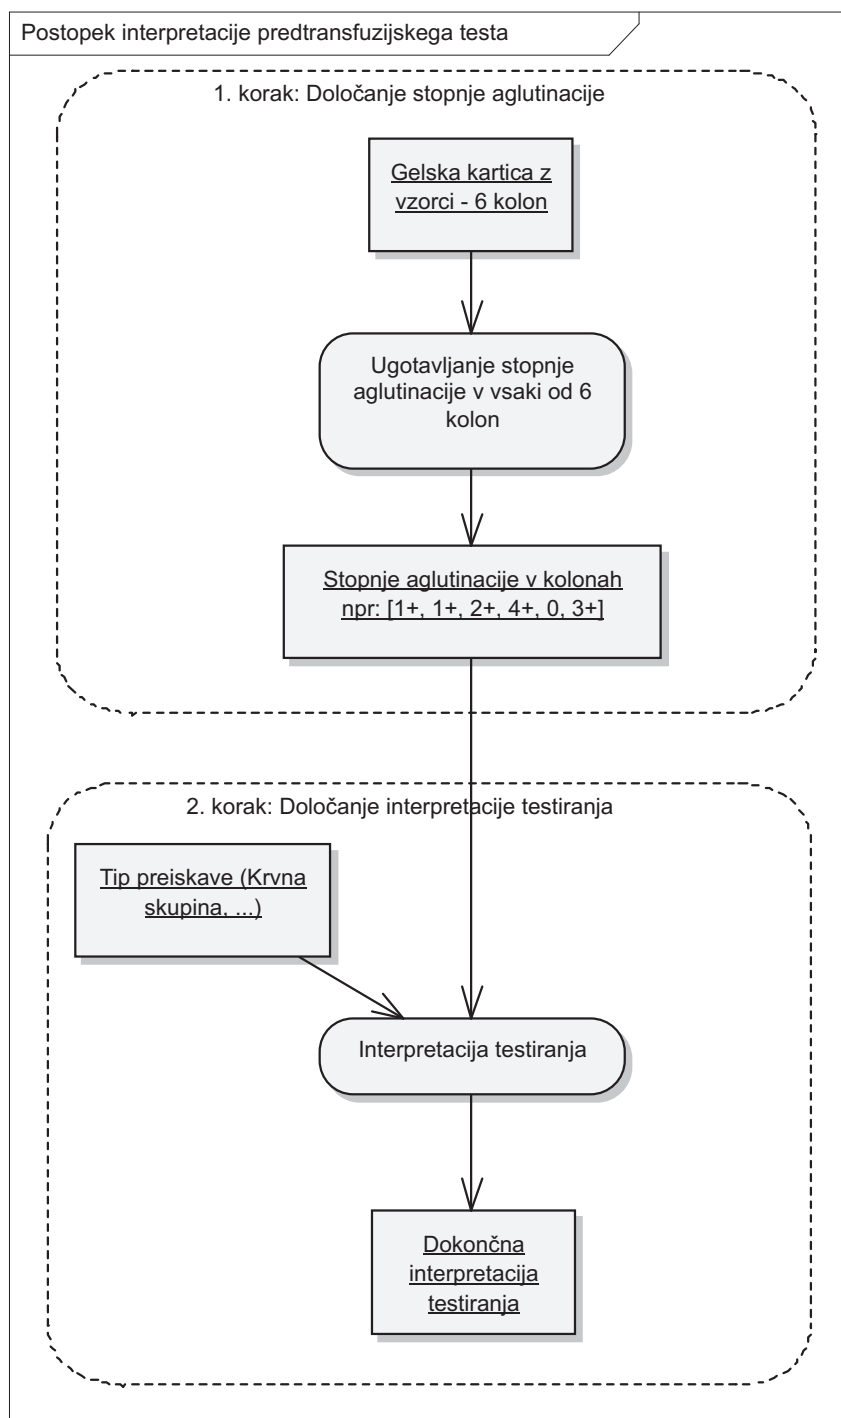 Postopek interpretacije predtransfuzijskega testa
1. korak: Določanje stopnje aglutinacije
Gelska kartica z
vzorci - 6 kolon
Ugotavljanje stopnje
aglutinacije v vsaki od 6
kolon
Stopnje aglutinacije v kolonah
npr: [1+, 1+, 2+, 4+, 0, 3+]
2. korak: Določanje interpretacije testiranja
Tip preiskave (Krvna
skupina, ...)
Interpretacija testiranja
Dokončna
interpretacija
testiranja